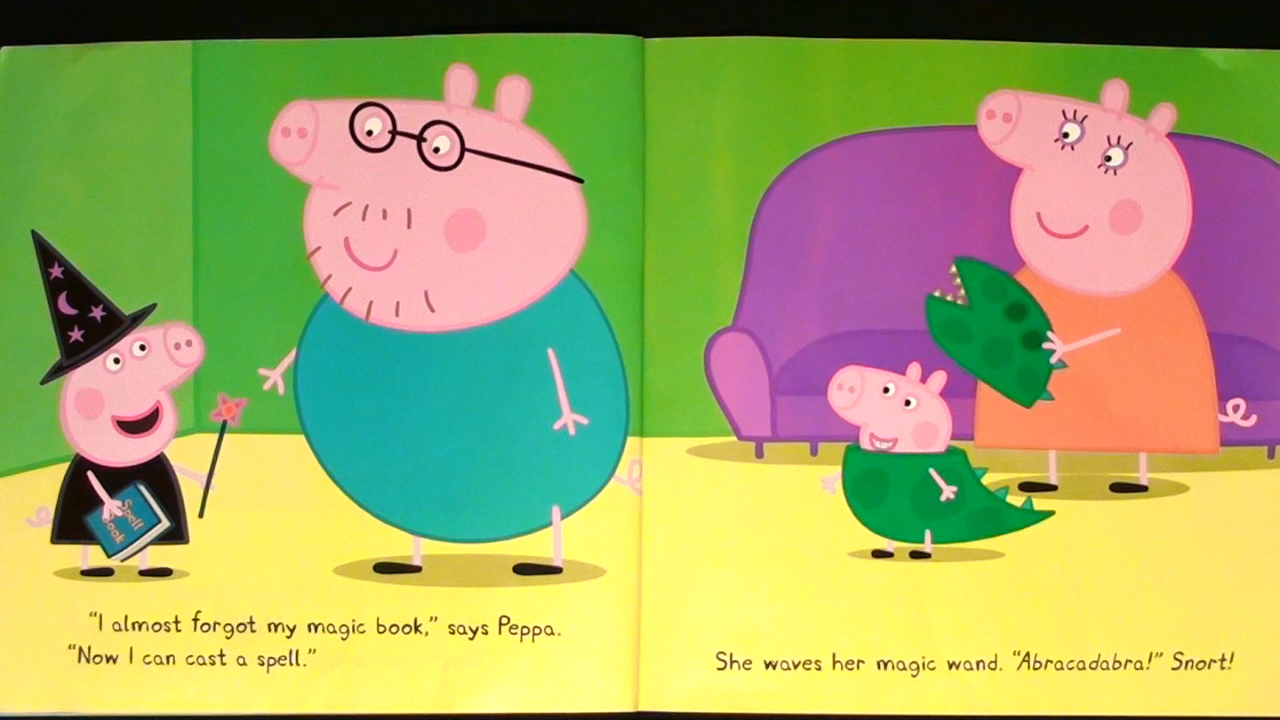 Spell
Book
“I almost forgot my magic book,” says Peppa.
“Now I can cast a spell.”
She waves her magic wand. “Abracadabra!” Snort!